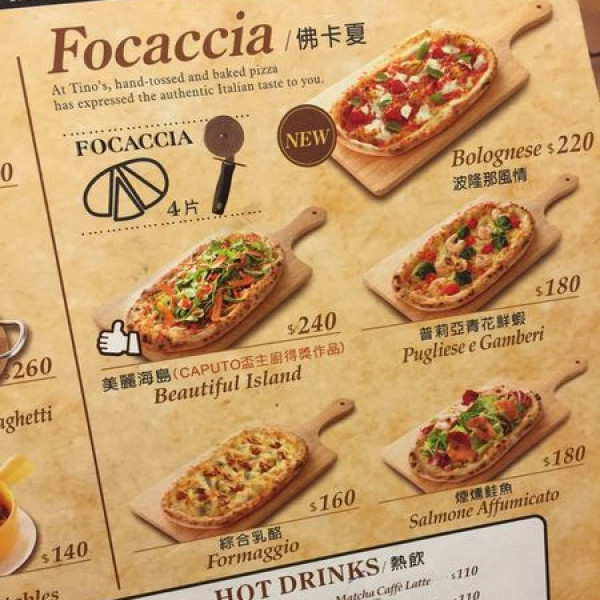 Focaccia / 佛卡夏
At Tino's, hand-tossed and baked pizza
has expressed the authentic Italian taste to you.
FOCACCIA
4片
NEW
Bolognese $220
波隆那風情
$240
美麗海島(CAPUTO盃主廚得獎作品)
Beautiful Island
$180
普莉亞青花鮮蝦
Pugliese e Gamberi
$160
綜合乳酪
Formaggio
$180
煙燻鮭魚
Salmone Affumicato
HOT DRINKS / 熱飲
Matcha Caffè Latte $110
$110
$260
$140